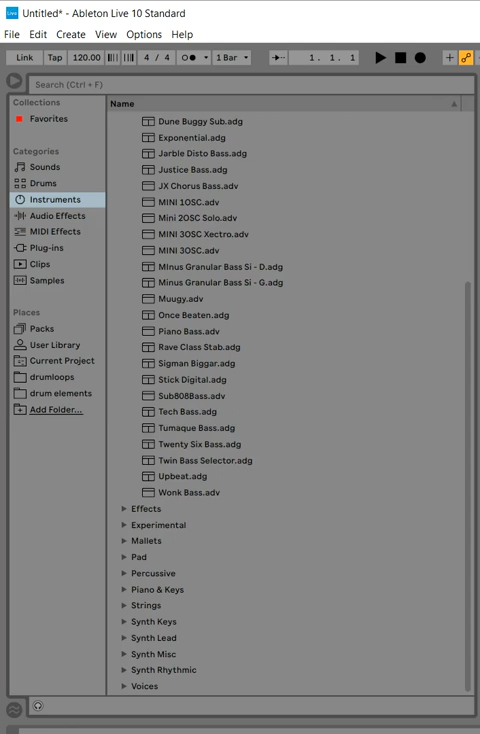 Live Untitled* - Ableton Live 10 Standard
File Edit Create View Options Help
Link Tap 120.00 4 / 4 1 Bar 1. 1. 1
Search (Ctrl + F)
Collections
Favorites
Categories
Sounds
Drums
Instruments
Audio Effects
MIDI Effects
Plug-ins
Clips
Samples
Places
Packs
User Library
Current Project
drumloops
drum elements
Add Folder...
Name
Dune Buggy Sub.adg
Exponential.adg
Jarble Disto Bass.adg
Justice Bass.adg
JX Chorus Bass.adv
MINI 1OSC.adv
Mini 2OSC Solo.adv
MINI 3OSC Xectro.adv
MINI 3OSC.adv
MInus Granular Bass Si - D.adg
Minus Granular Bass Si - G.adg
Muugy.adv
Once Beaten.adg
Piano Bass.adv
Rave Class Stab.adg
Sigman Biggar.adg
Stick Digital.adg
Sub808Bass.adv
Tech Bass.adg
Tumaque Bass.adg
Twenty Six Bass.adg
Twin Bass Selector.adg
Upbeat.adg
Wonk Bass.adv
Effects
Experimental
Mallets
Pad
Percussive
Piano & Keys
Strings
Synth Keys
Synth Lead
Synth Misc
Synth Rhythmic
Voices